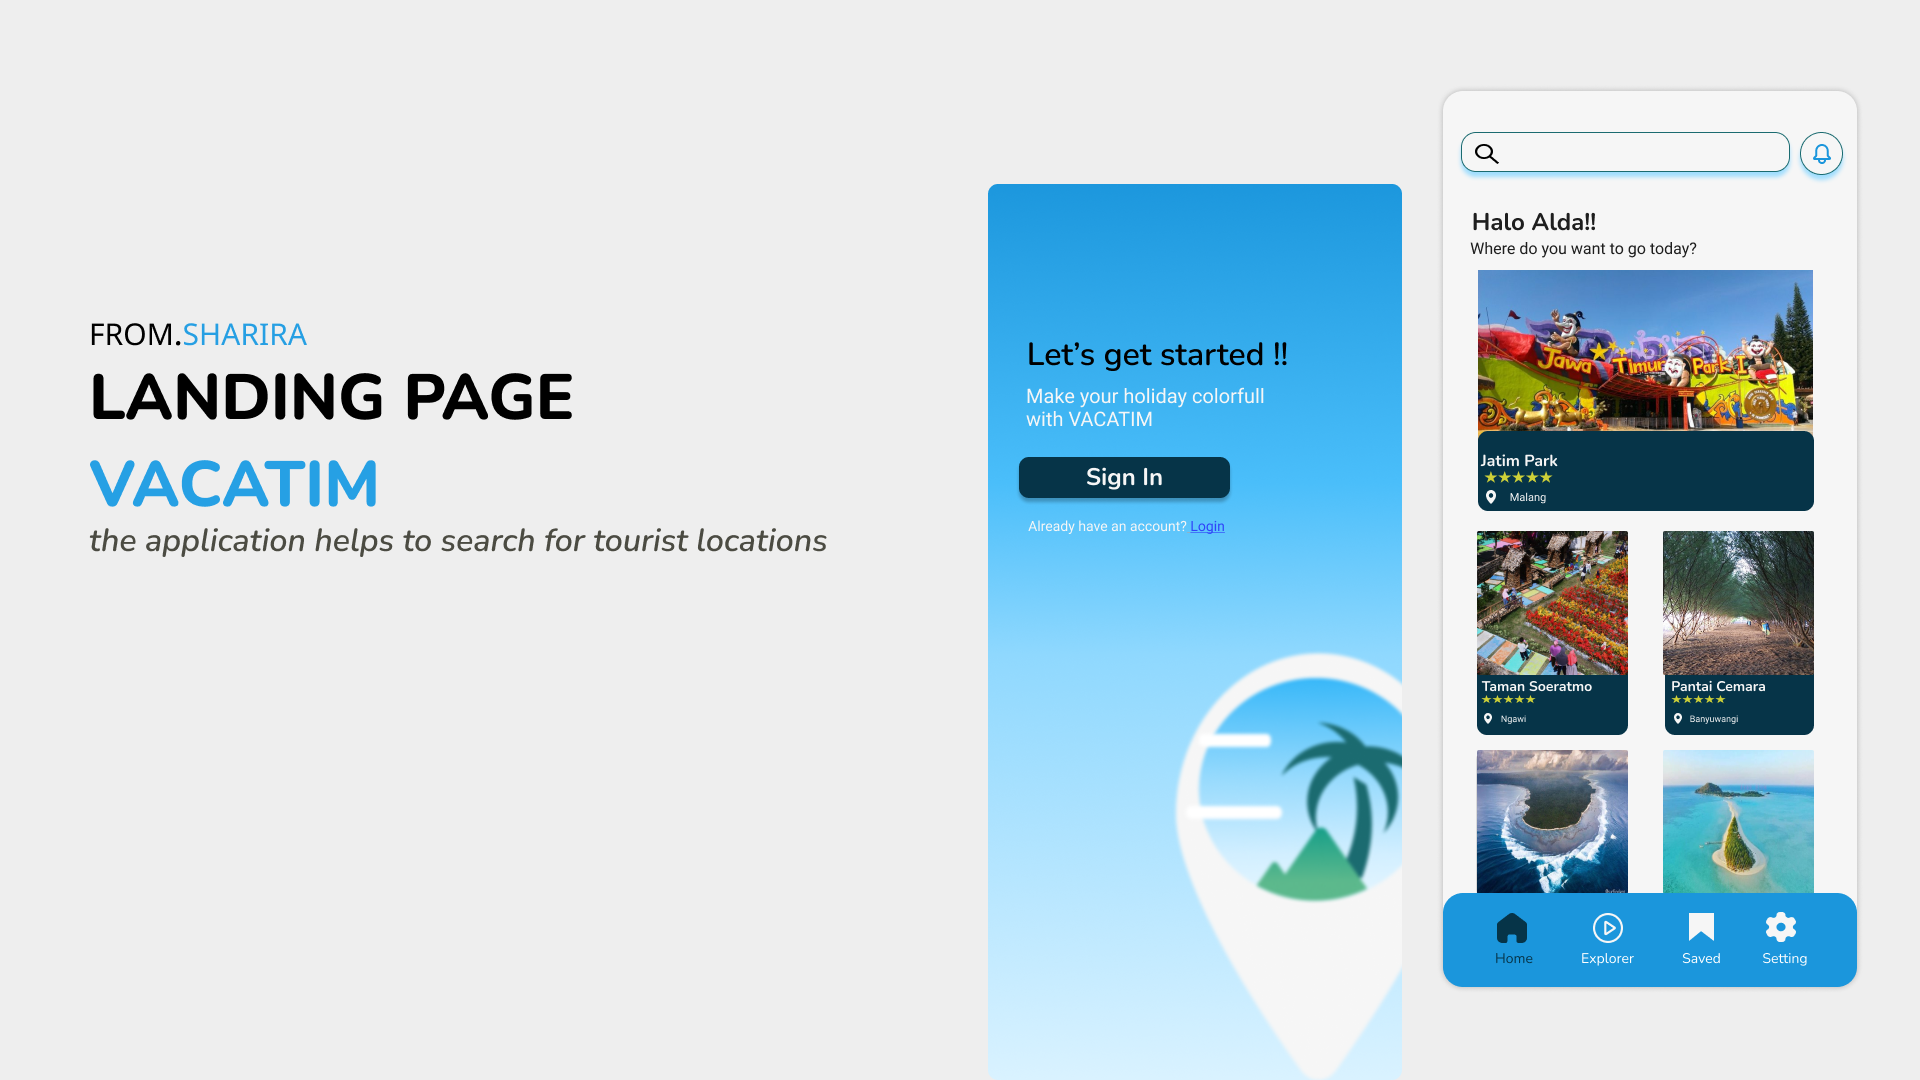 FROM.SHARIRA
LANDING PAGE
VACATIM
the application helps to search for tourist locations
Let’s get started !!
Make your holiday colorfull
with VACATIM
Sign In
Already have an account? Login
Halo Alda!!
Where do you want to go today?
Jawa Timur Park 1
Jatim Park
Malang
Taman Soeratmo
Ngawi
Pantai Cemara
Banyuwangi
Home
Explorer
Saved
Setting